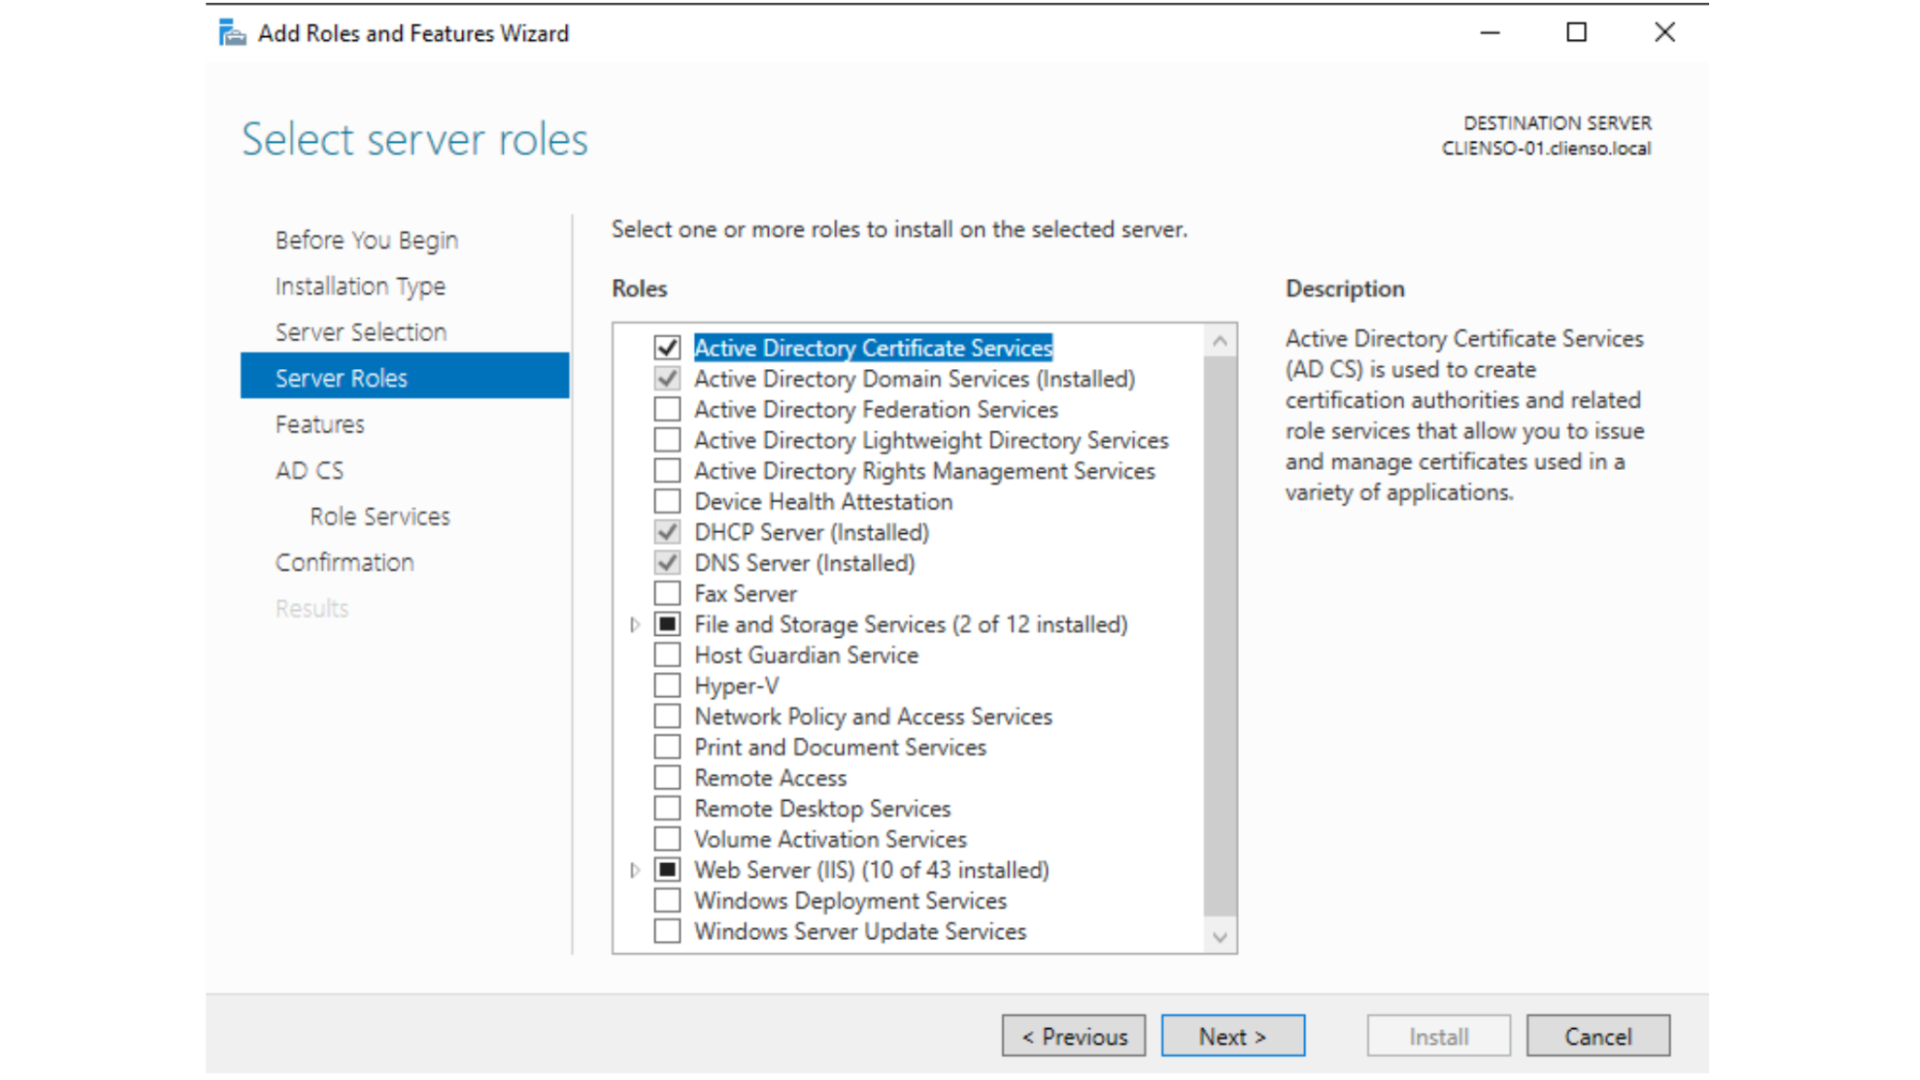 Add Roles and Features Wizard
Select server roles
DESTINATION SERVER
CLIENSO-01.clienso.local
Before You Begin
Installation Type
Server Selection
Server Roles
Features
AD CS
Role Services
Confirmation
Results
Select one or more roles to install on the selected server.
Roles
Active Directory Certificate Services
Active Directory Domain Services (Installed)
Active Directory Federation Services
Active Directory Lightweight Directory Services
Active Directory Rights Management Services
Device Health Attestation
DHCP Server (Installed)
DNS Server (Installed)
Fax Server
File and Storage Services (2 of 12 installed)
Host Guardian Service
Hyper-V
Network Policy and Access Services
Print and Document Services
Remote Access
Remote Desktop Services
Volume Activation Services
Web Server (IIS) (10 of 43 installed)
Windows Deployment Services
Windows Server Update Services
Description
Active Directory Certificate Services
(AD CS) is used to create
certification authorities and related
role services that allow you to issue
and manage certificates used in a
variety of applications.
< Previous
Next >
Install
Cancel